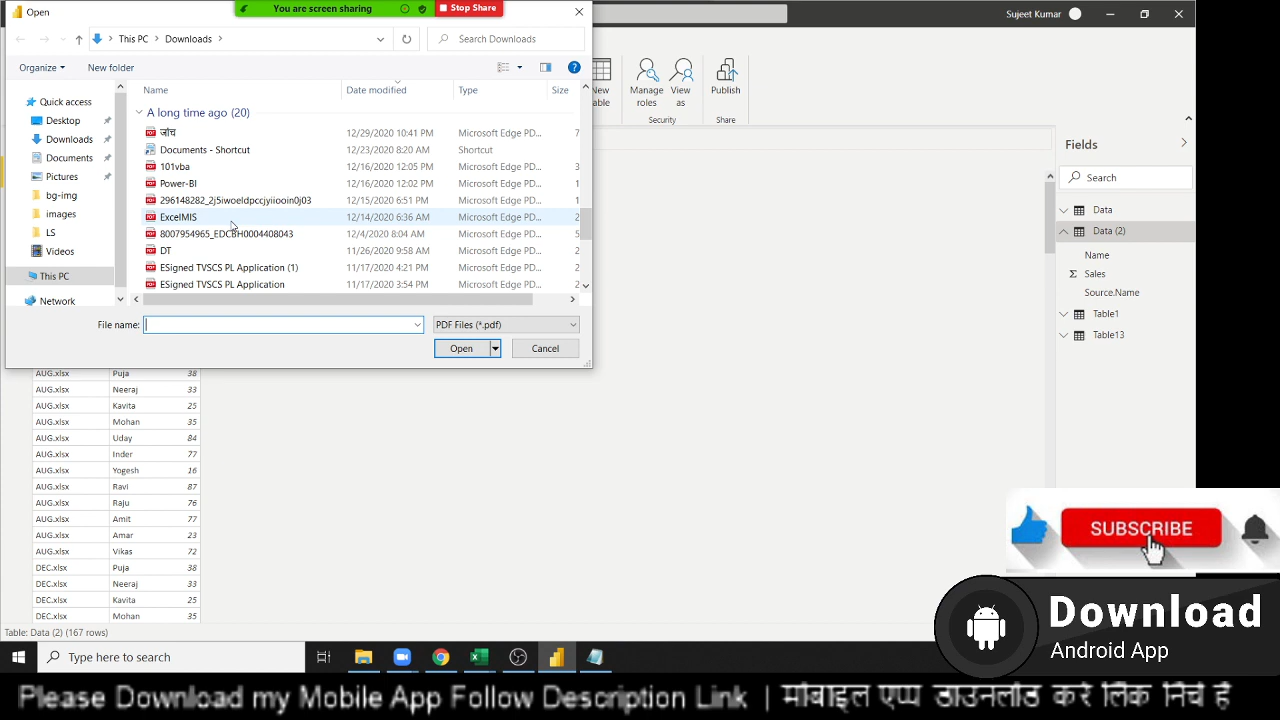 Open
You are screen sharing
Stop Share
Sujeet Kumar
This PC
Downloads
Search Downloads
Organize
New folder
Name
Date modified
Type
Size
Quick access
Desktop
Downloads
Documents
Pictures
bg-img
images
LS
Videos
This PC
Network
A long time ago (20)
जाँच 12/29/2020 10:41 PM Microsoft Edge PD... 7
Documents - Shortcut 12/23/2020 8:20 AM Shortcut
101vba 12/16/2020 12:05 PM Microsoft Edge PD... 3
Power-BI 12/16/2020 12:02 PM Microsoft Edge PD... 1
296148282_2j5iwoeldpccjyiiooin0j03 12/15/2020 6:51 PM Microsoft Edge PD... 1
ExcelMIS 12/14/2020 6:36 AM Microsoft Edge PD... 2
8007954965_EDCBH0004408043 12/4/2020 8:04 AM Microsoft Edge PD... 5
DT 11/26/2020 9:58 AM Microsoft Edge PD... 2
ESigned TVSCS PL Application (1) 11/17/2020 4:21 PM Microsoft Edge PD... 2
ESigned TVSCS PL Application 11/17/2020 3:54 PM Microsoft Edge PD... 2
File name:
PDF Files (*.pdf)
Open
Cancel
New
table
Manage
roles
View
as
Publish
Security
Share
Fields
Search
Data
Data (2)
Name
Sales
Source.Name
Table1
Table13
AUG.xlsx Puja 38
AUG.xlsx Neeraj 33
AUG.xlsx Kavita 25
AUG.xlsx Mohan 35
AUG.xlsx Uday 84
AUG.xlsx Inder 77
AUG.xlsx Yogesh 16
AUG.xlsx Ravi 87
AUG.xlsx Raju 76
AUG.xlsx Amit 77
AUG.xlsx Amar 23
AUG.xlsx Vikas 72
DEC.xlsx Puja 38
DEC.xlsx Neeraj 33
DEC.xlsx Kavita 25
DEC.xlsx Mohan 35
Table: Data (2) (167 rows)
SUBSCRIBE
Download
Android App
Type here to search
Please Download my Mobile App Follow Description Link | मोबाइल एप्प डाउनलोड करे लिंक निचे है